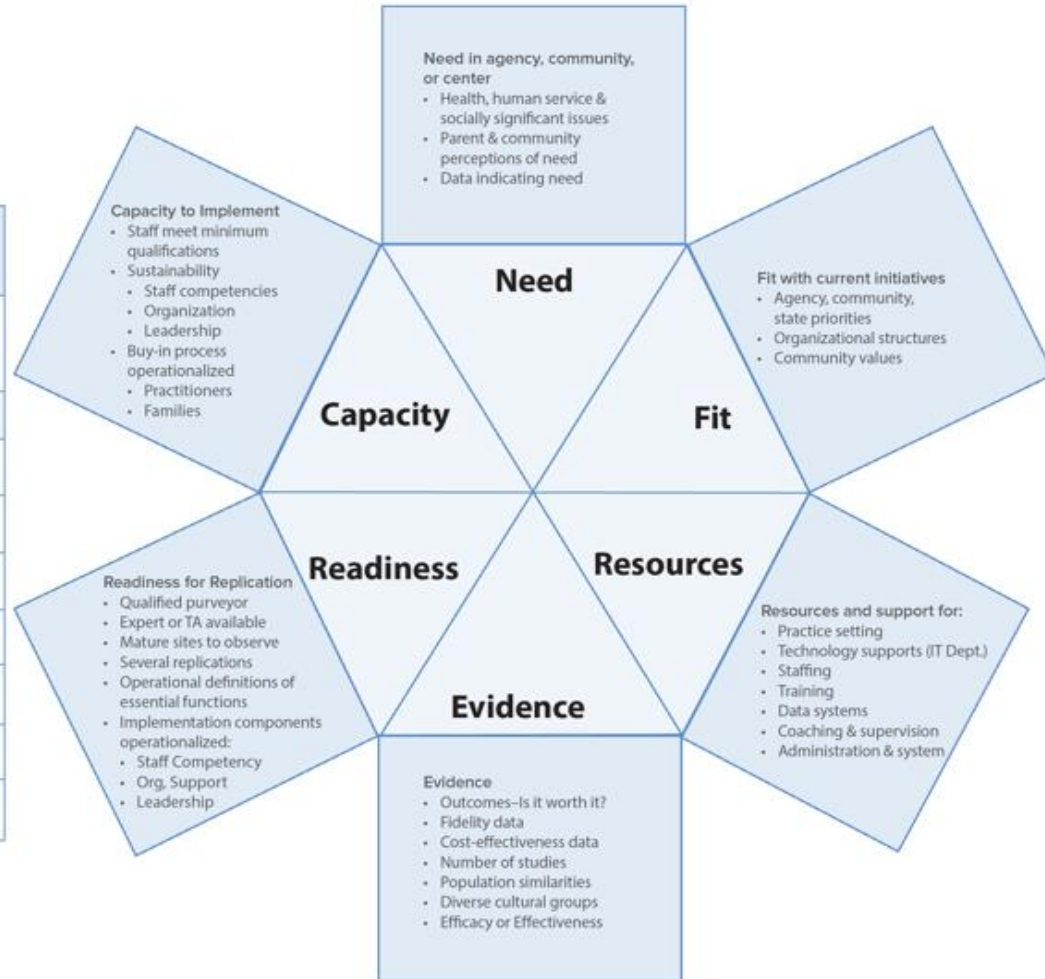 Need in agency, community,
or center
• Health, human service &
socially significant issues
• Parent & community
perceptions of need
• Data indicating need
Need
Capacity to Implement
• Staff meet minimum
qualifications
• Sustainability
• Staff competencies
• Organization
• Leadership
• Buy-in process
operationalized
• Practitioners
• Families
Capacity
Fit with current initiatives
• Agency, community,
state priorities
• Organizational structures
• Community values
Fit
Readiness for Replication
• Qualified purveyor
• Expert or TA available
• Mature sites to observe
• Several replications
• Operational definitions of
essential functions
• Implementation components
operationalized:
• Staff Competency
• Org, Support
• Leadership
Readiness
Resources
Resources and support for:
• Practice setting
• Technology supports (IT Dept.)
• Staffing
• Training
• Data systems
• Coaching & supervision
• Administration & system
Evidence
Evidence
• Outcomes–Is it worth it?
• Fidelity data
• Cost-effectiveness data
• Number of studies
• Population similarities
• Diverse cultural groups
• Efficacy or Effectiveness